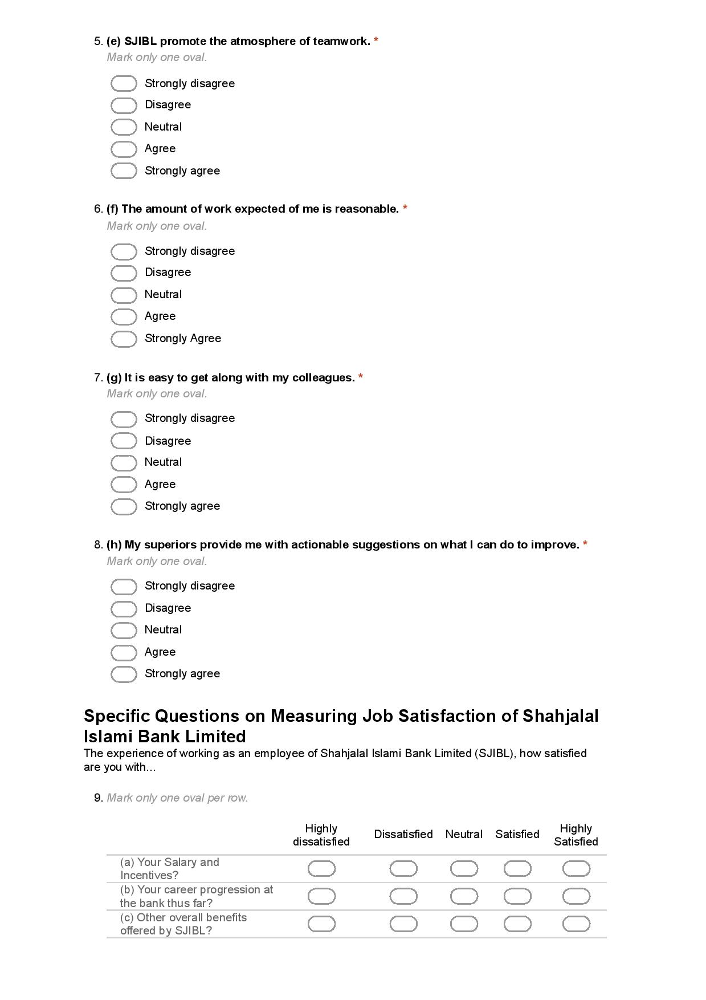 5. (e) SJIBL promote the atmosphere of teamwork. *
Mark only one oval.
Strongly disagree
Disagree
Neutral
Agree
Strongly agree
6. (f) The amount of work expected of me is reasonable. *
Mark only one oval.
Strongly disagree
Disagree
Neutral
Agree
Strongly Agree
7. (g) It is easy to get along with my colleagues. *
Mark only one oval.
Strongly disagree
Disagree
Neutral
Agree
Strongly agree
8. (h) My superiors provide me with actionable suggestions on what I can do to improve. *
Mark only one oval.
Strongly disagree
Disagree
Neutral
Agree
Strongly agree
Specific Questions on Measuring Job Satisfaction of Shahjalal
Islami Bank Limited
The experience of working as an employee of Shahjalal Islami Bank Limited (SJIBL), how satisfied
are you with…
9. Mark only one oval per row.
Highly
dissatisfied
Dissatisfied
Neutral
Satisfied
Highly
Satisfied
(a) Your Salary and
Incentives?
(b) Your career progression at
the bank thus far?
(c) Other overall benefits
offered by SJIBL?